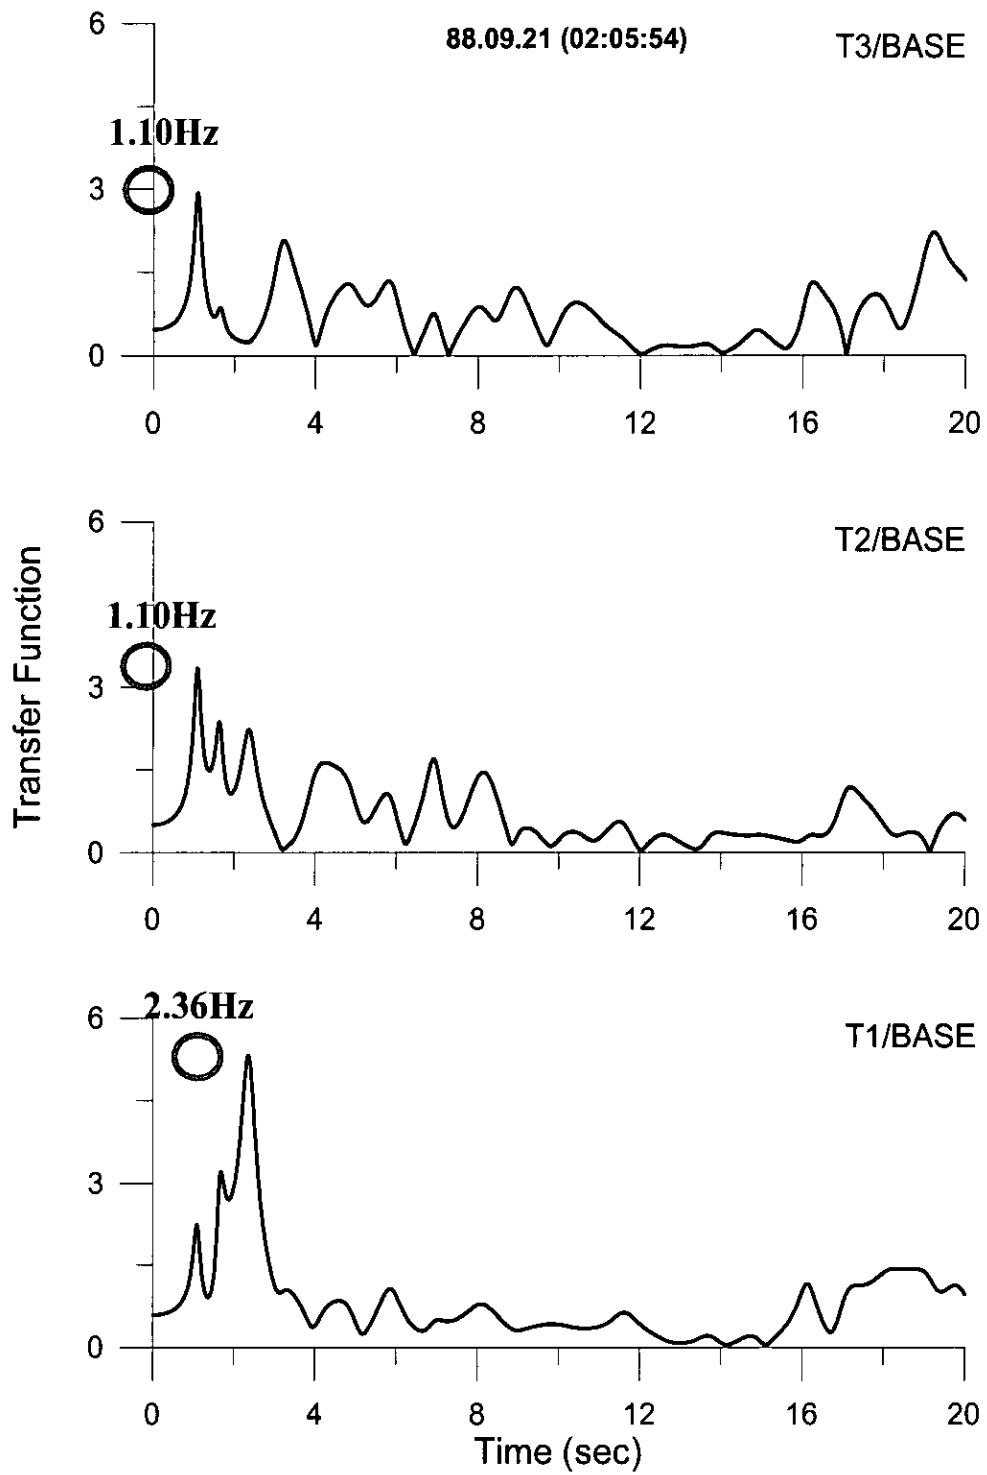 88.09.21 (02:05:54)
T3/BASE
6
1.10Hz
3
0
0 4 8 12 16 20
T2/BASE
6
1.10Hz
3
0
0 4 8 12 16 20
Transfer Function
2.36Hz
6
T1/BASE
3
0
0 4 8 12 16 20
Time (sec)